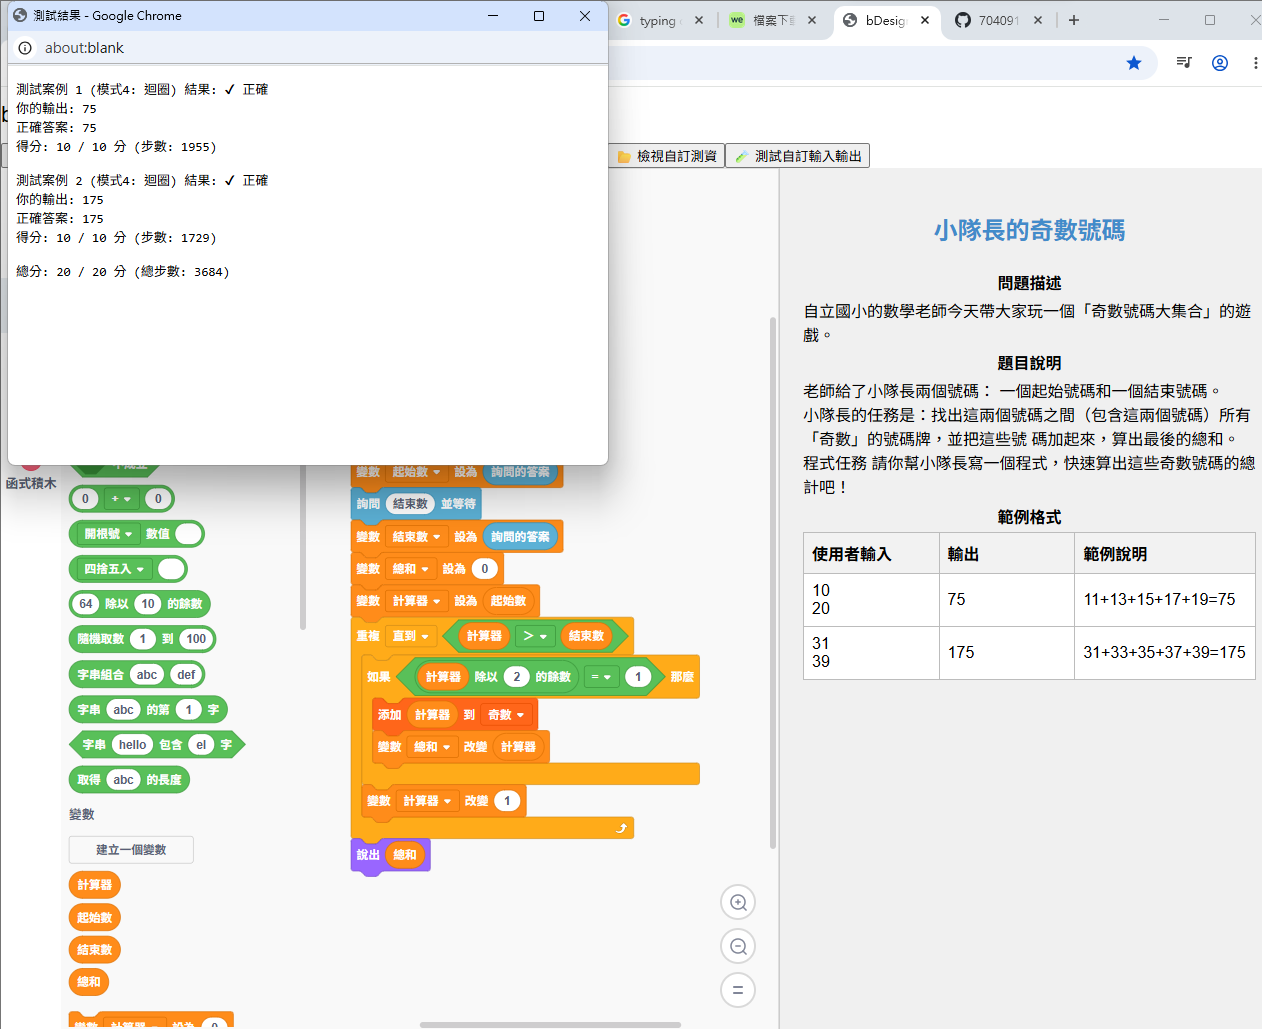 測試結果 - Google Chrome
about:blank
測試案例 1 (模式4: 迴圈) 結果: ✓ 正確
你的輸出: 75
正確答案: 75
得分: 10 / 10 分 (步數: 1955)
測試案例 2 (模式4: 迴圈) 結果: ✓ 正確
你的輸出: 175
正確答案: 175
得分: 10 / 10 分 (步數: 1729)
總分: 20 / 20 分 (總步數: 3684)
typing
檔案下
bDesig
704091
檢視自訂測資
測試自訂輸入輸出
小隊長的奇數號碼
問題描述
自立國小的數學老師今天帶大家玩一個「奇數號碼大集合」的遊
戲。
題目說明
老師給了小隊長兩個號碼： 一個起始號碼和一個結束號碼。
小隊長的任務是：找出這兩個號碼之間（包含這兩個號碼）所有
「奇數」的號碼牌，並把這些號 碼加起來，算出最後的總和。
程式任務 請你幫小隊長寫一個程式，快速算出這些奇數號碼的總
計吧！
範例格式
使用者輸入 輸出 範例說明
10
20
75
11+13+15+17+19=75
31
39
175
31+33+35+37+39=175
函式積木
0 + 0
開根號 數值
四捨五入
64 除以 10 的餘數
隨機取數 1 到 100
字串組合 abc def
字串 abc 的第 1 字
字串 hello 包含 el 字
取得 abc 的長度
變數
建立一個變數
計算器
起始數
結束數
總和
變數 計算器 設為 0
變數 起始數 設為 詢問的答案
詢問 結束數 並等待
變數 結束數 設為 詢問的答案
變數 總和 設為 0
變數 計算器 設為 起始數
重複 直到 計算器 > 結束數
如果 計算器 除以 2 的餘數 = 1 那麼
添加 計算器 到 奇數
變數 總和 改變 計算器
變數 計算器 改變 1
說出 總和